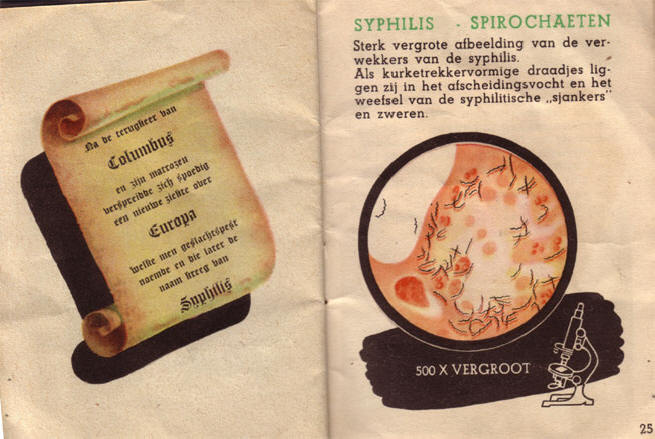 Na de terugkeer van
Columbus
en zijn matrozen
verspreidde zich spoedig
een nieuwe ziekte over
Europa
welke men geslachtspest
noemde en die later de
naam kreeg van
Syphilis
SYPHILIS - SPIROCHAETEN
Sterk vergrote afbeelding van de ver-
wekkers van de syphilis.
Als kurketrekkervormige draadjes lig-
gen zij in het afscheidingsvocht en het
weefsel van de syphilitische „sjankers”
en zweren.
500 X VERGROOT
25